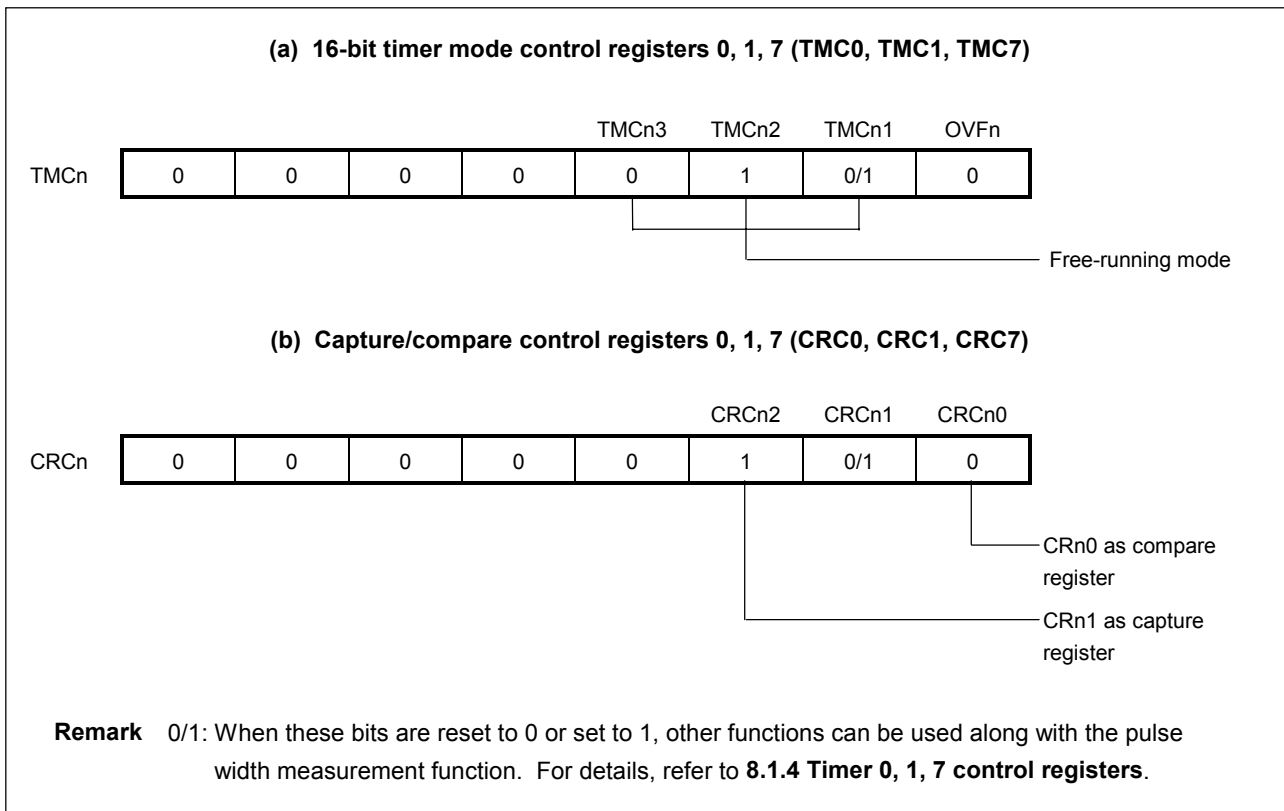 (a) 16-bit timer mode control registers 0, 1, 7 (TMC0, TMC1, TMC7)
TMCn3 TMCn2 TMCn1 OVFn
TMCn 0 0 0 0 0 1 0/1 0
Free-running mode
(b) Capture/compare control registers 0, 1, 7 (CRC0, CRC1, CRC7)
CRCn2 CRCn1 CRCn0
CRCn 0 0 0 0 0 1 0/1 0
CRn0 as compare
register
CRn1 as capture
register
Remark 0/1: When these bits are reset to 0 or set to 1, other functions can be used along with the pulse
width measurement function. For details, refer to 8.1.4 Timer 0, 1, 7 control registers.